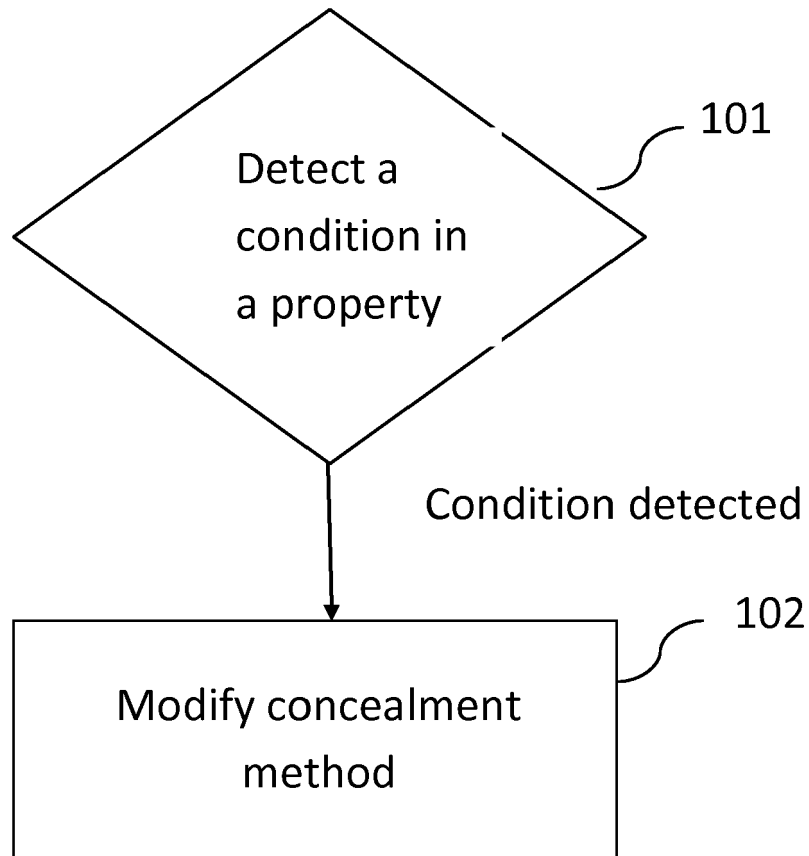 101
Detect a
condition in
a property
Condition detected
102
Modify concealment
method